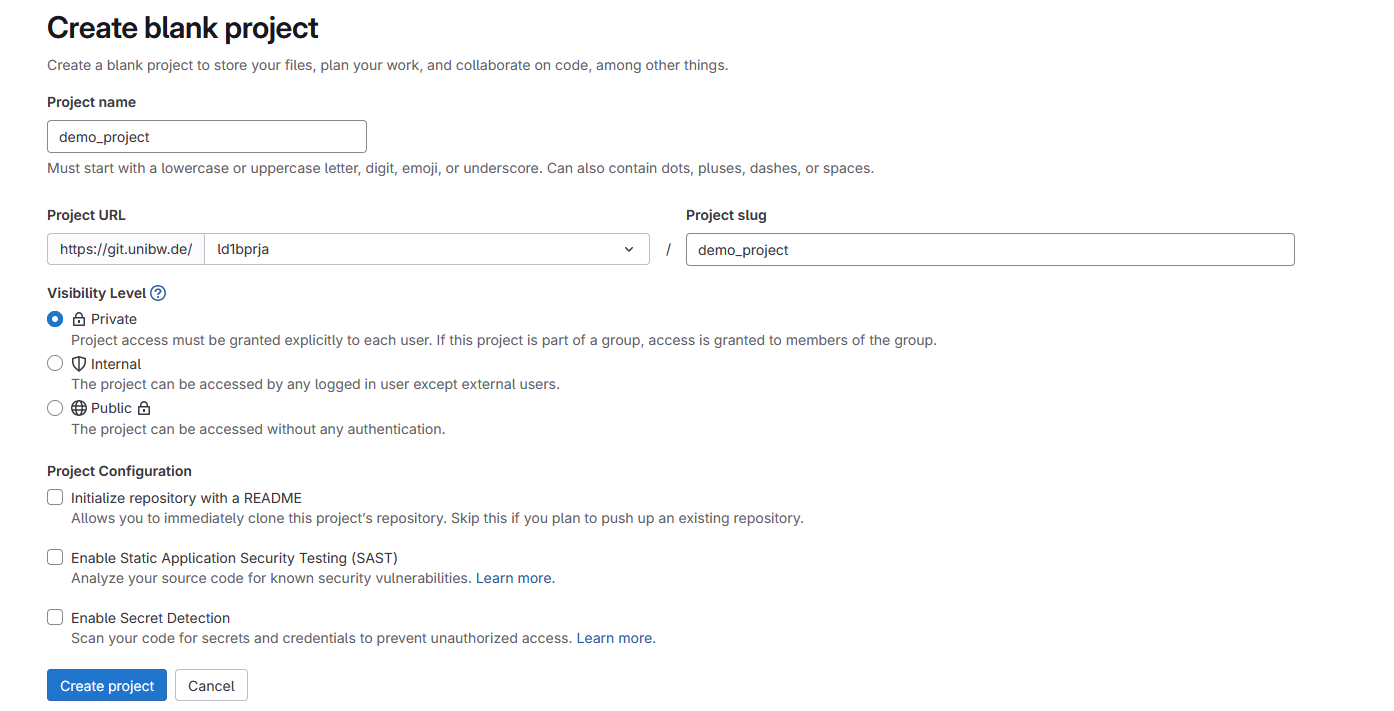 Create blank project
Create a blank project to store your files, plan your work, and collaborate on code, among other things.
Project name
demo_project
Must start with a lowercase or uppercase letter, digit, emoji, or underscore. Can also contain dots, pluses, dashes, or spaces.
Project URL
Project slug
https://git.unibw.de/ ld1bprja / demo_project
Visibility Level ?
Private
Project access must be granted explicitly to each user. If this project is part of a group, access is granted to members of the group.
Internal
The project can be accessed by any logged in user except external users.
Public
The project can be accessed without any authentication.
Project Configuration
Initialize repository with a README
Allows you to immediately clone this project's repository. Skip this if you plan to push up an existing repository.
Enable Static Application Security Testing (SAST)
Analyze your source code for known security vulnerabilities. Learn more.
Enable Secret Detection
Scan your code for secrets and credentials to prevent unauthorized access. Learn more.
Create project
Cancel